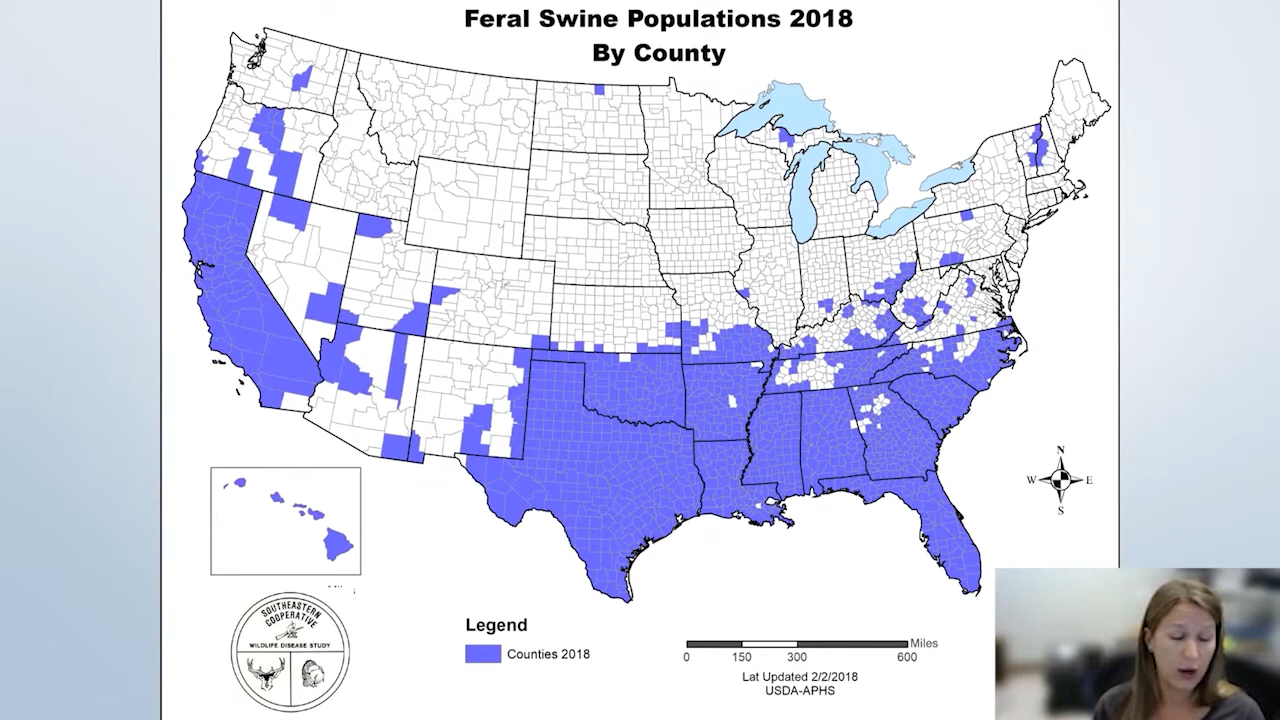 Feral Swine Populations 2018
By County
N
W
E
S
SOUTHEASTERN
COOPERATIVE
WILDLIFE DISEASE STUDY
Legend
Counties 2018
Miles
0
150
300
600
Lat Updated 2/2/2018
USDA-APHS